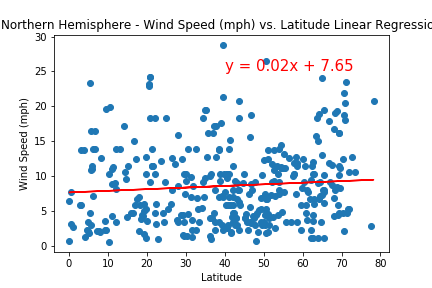 Northern Hemisphere - Wind Speed (mph) vs. Latitude Linear Regressio
y = 0.02x + 7.65
Wind Speed (mph)
30
25
20
15
10
5
0
0 10 20 30 40 50 60 70 80
Latitude